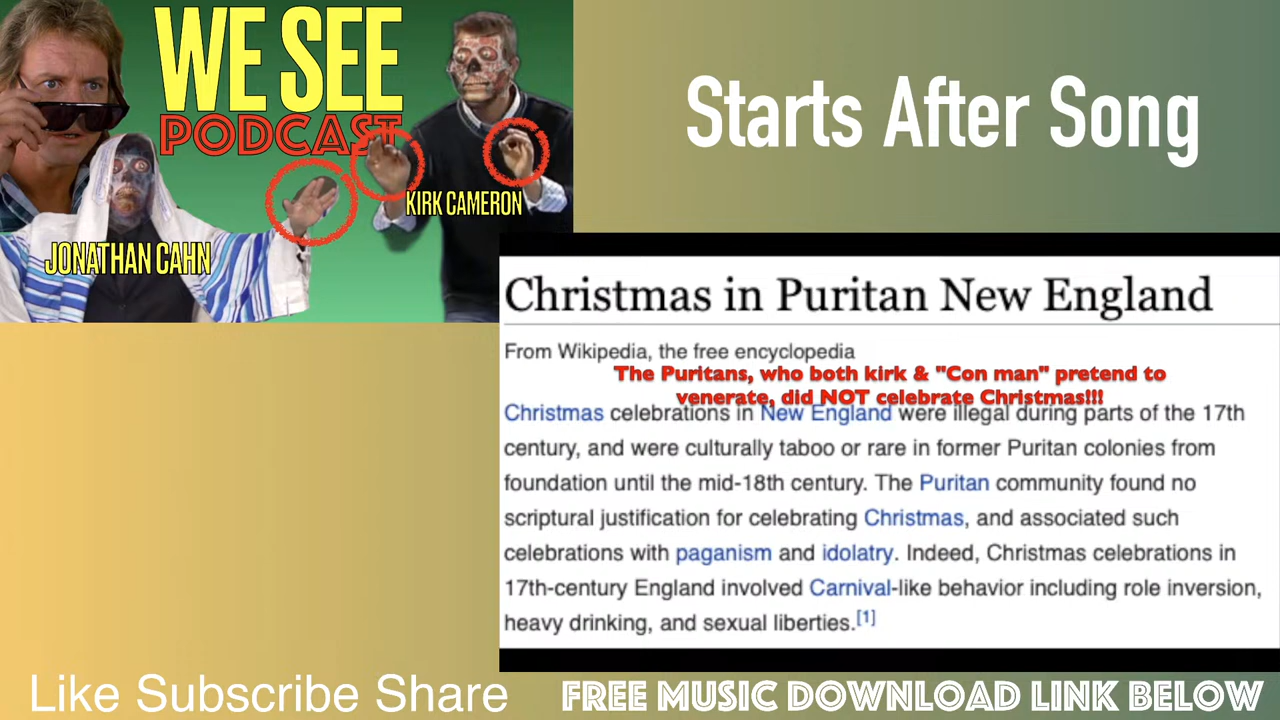 WE SEE
PODCAST
KIRK CAMERON
JONATHAN CAHN
Starts After Song
Christmas in Puritan New England
From Wikipedia, the free encyclopedia
The Puritans, who both kirk & "Con man" pretend to
venerate, did NOT celebrate Christmas!!!
Christmas celebrations in New England were illegal during parts of the 17th
century, and were culturally taboo or rare in former Puritan colonies from
foundation until the mid-18th century. The Puritan community found no
scriptural justification for celebrating Christmas, and associated such
celebrations with paganism and idolatry. Indeed, Christmas celebrations in
17th-century England involved Carnival-like behavior including role inversion,
heavy drinking, and sexual liberties.[1]
Like Subscribe Share
FREE MUSIC DOWNLOAD LINK BELOW